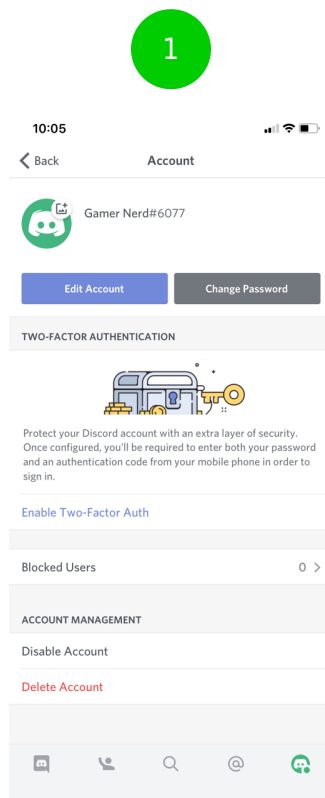 1
10:05
Back
Account
Gamer Nerd#6077
Edit Account
Change Password
TWO-FACTOR AUTHENTICATION
Protect your Discord account with an extra layer of security.
Once configured, you'll be required to enter both your password
and an authentication code from your mobile phone in order to
sign in.
Enable Two-Factor Auth
Blocked Users
0
ACCOUNT MANAGEMENT
Disable Account
Delete Account